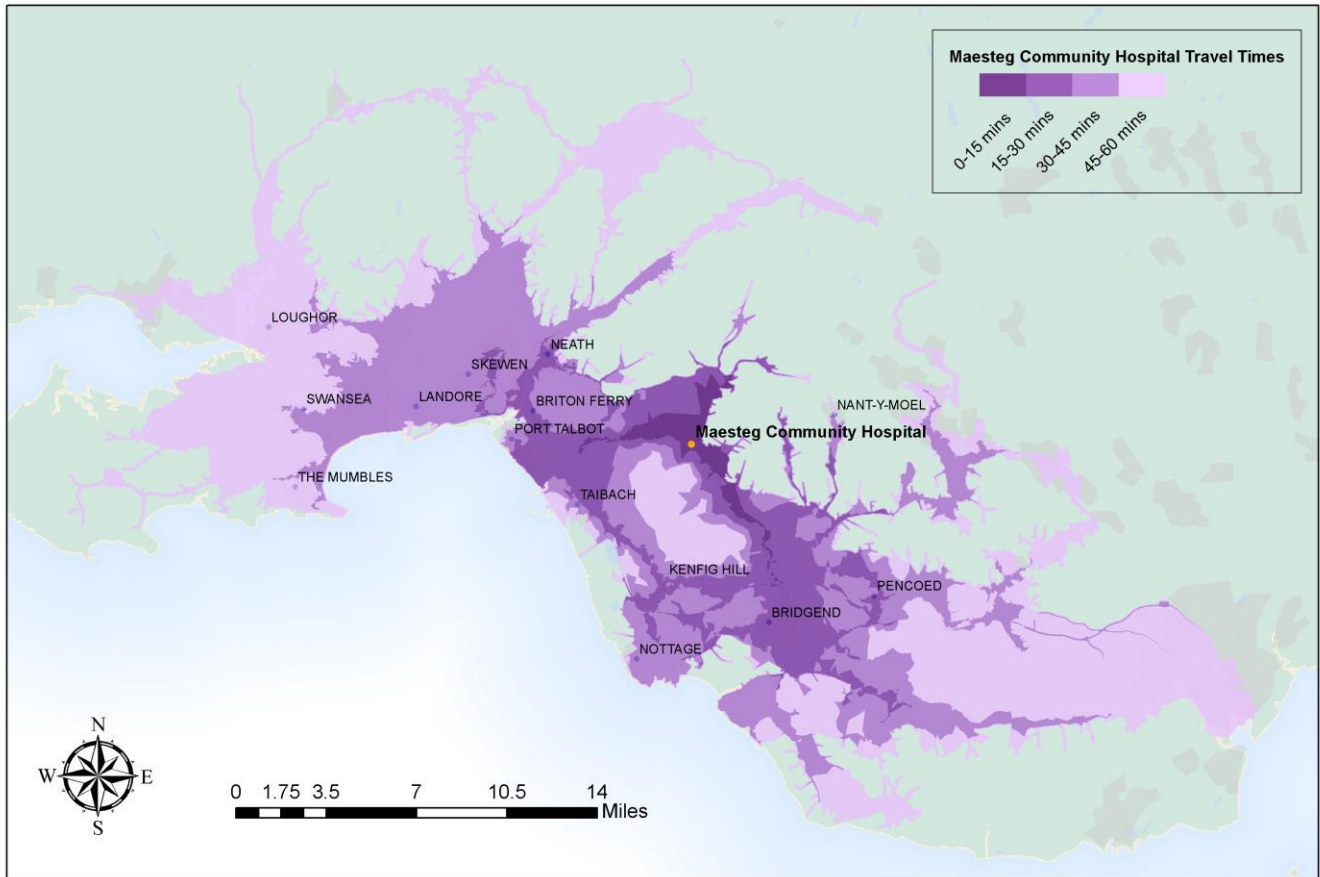 Maesteg Community Hospital Travel Times
0-15 mins
15-30 mins
30-45 mins
45-60 mins
LOUGHOR
NEATH
SKEWEN
SWANSEA
LANDORE
BRITON FERRY
NANT-Y-MOEL
PORT TALBOT
Maesteg Community Hospital
THE MUMBLES
TAIBACH
KENFIG HILL
PENCOED
BRIDGEND
NOTTAGE
N
W
E
S
0 1.75 3.5 7 10.5 14
Miles